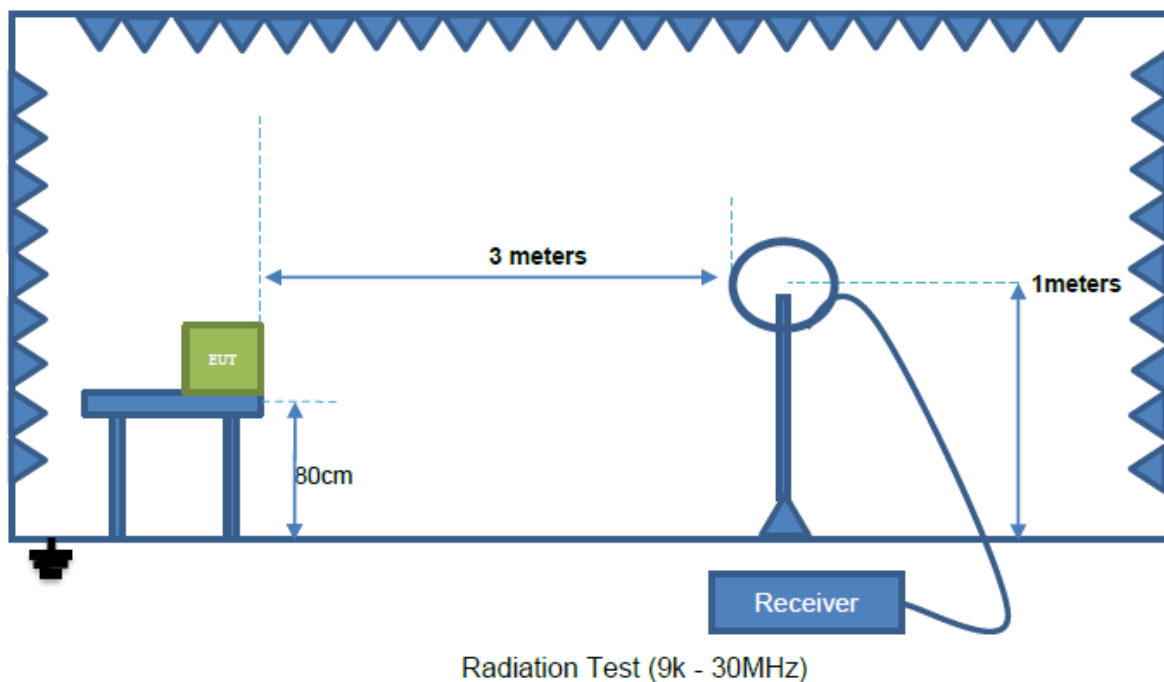 3 meters
1meters
EUT
80cm
Receiver
Radiation Test (9k - 30MHz)